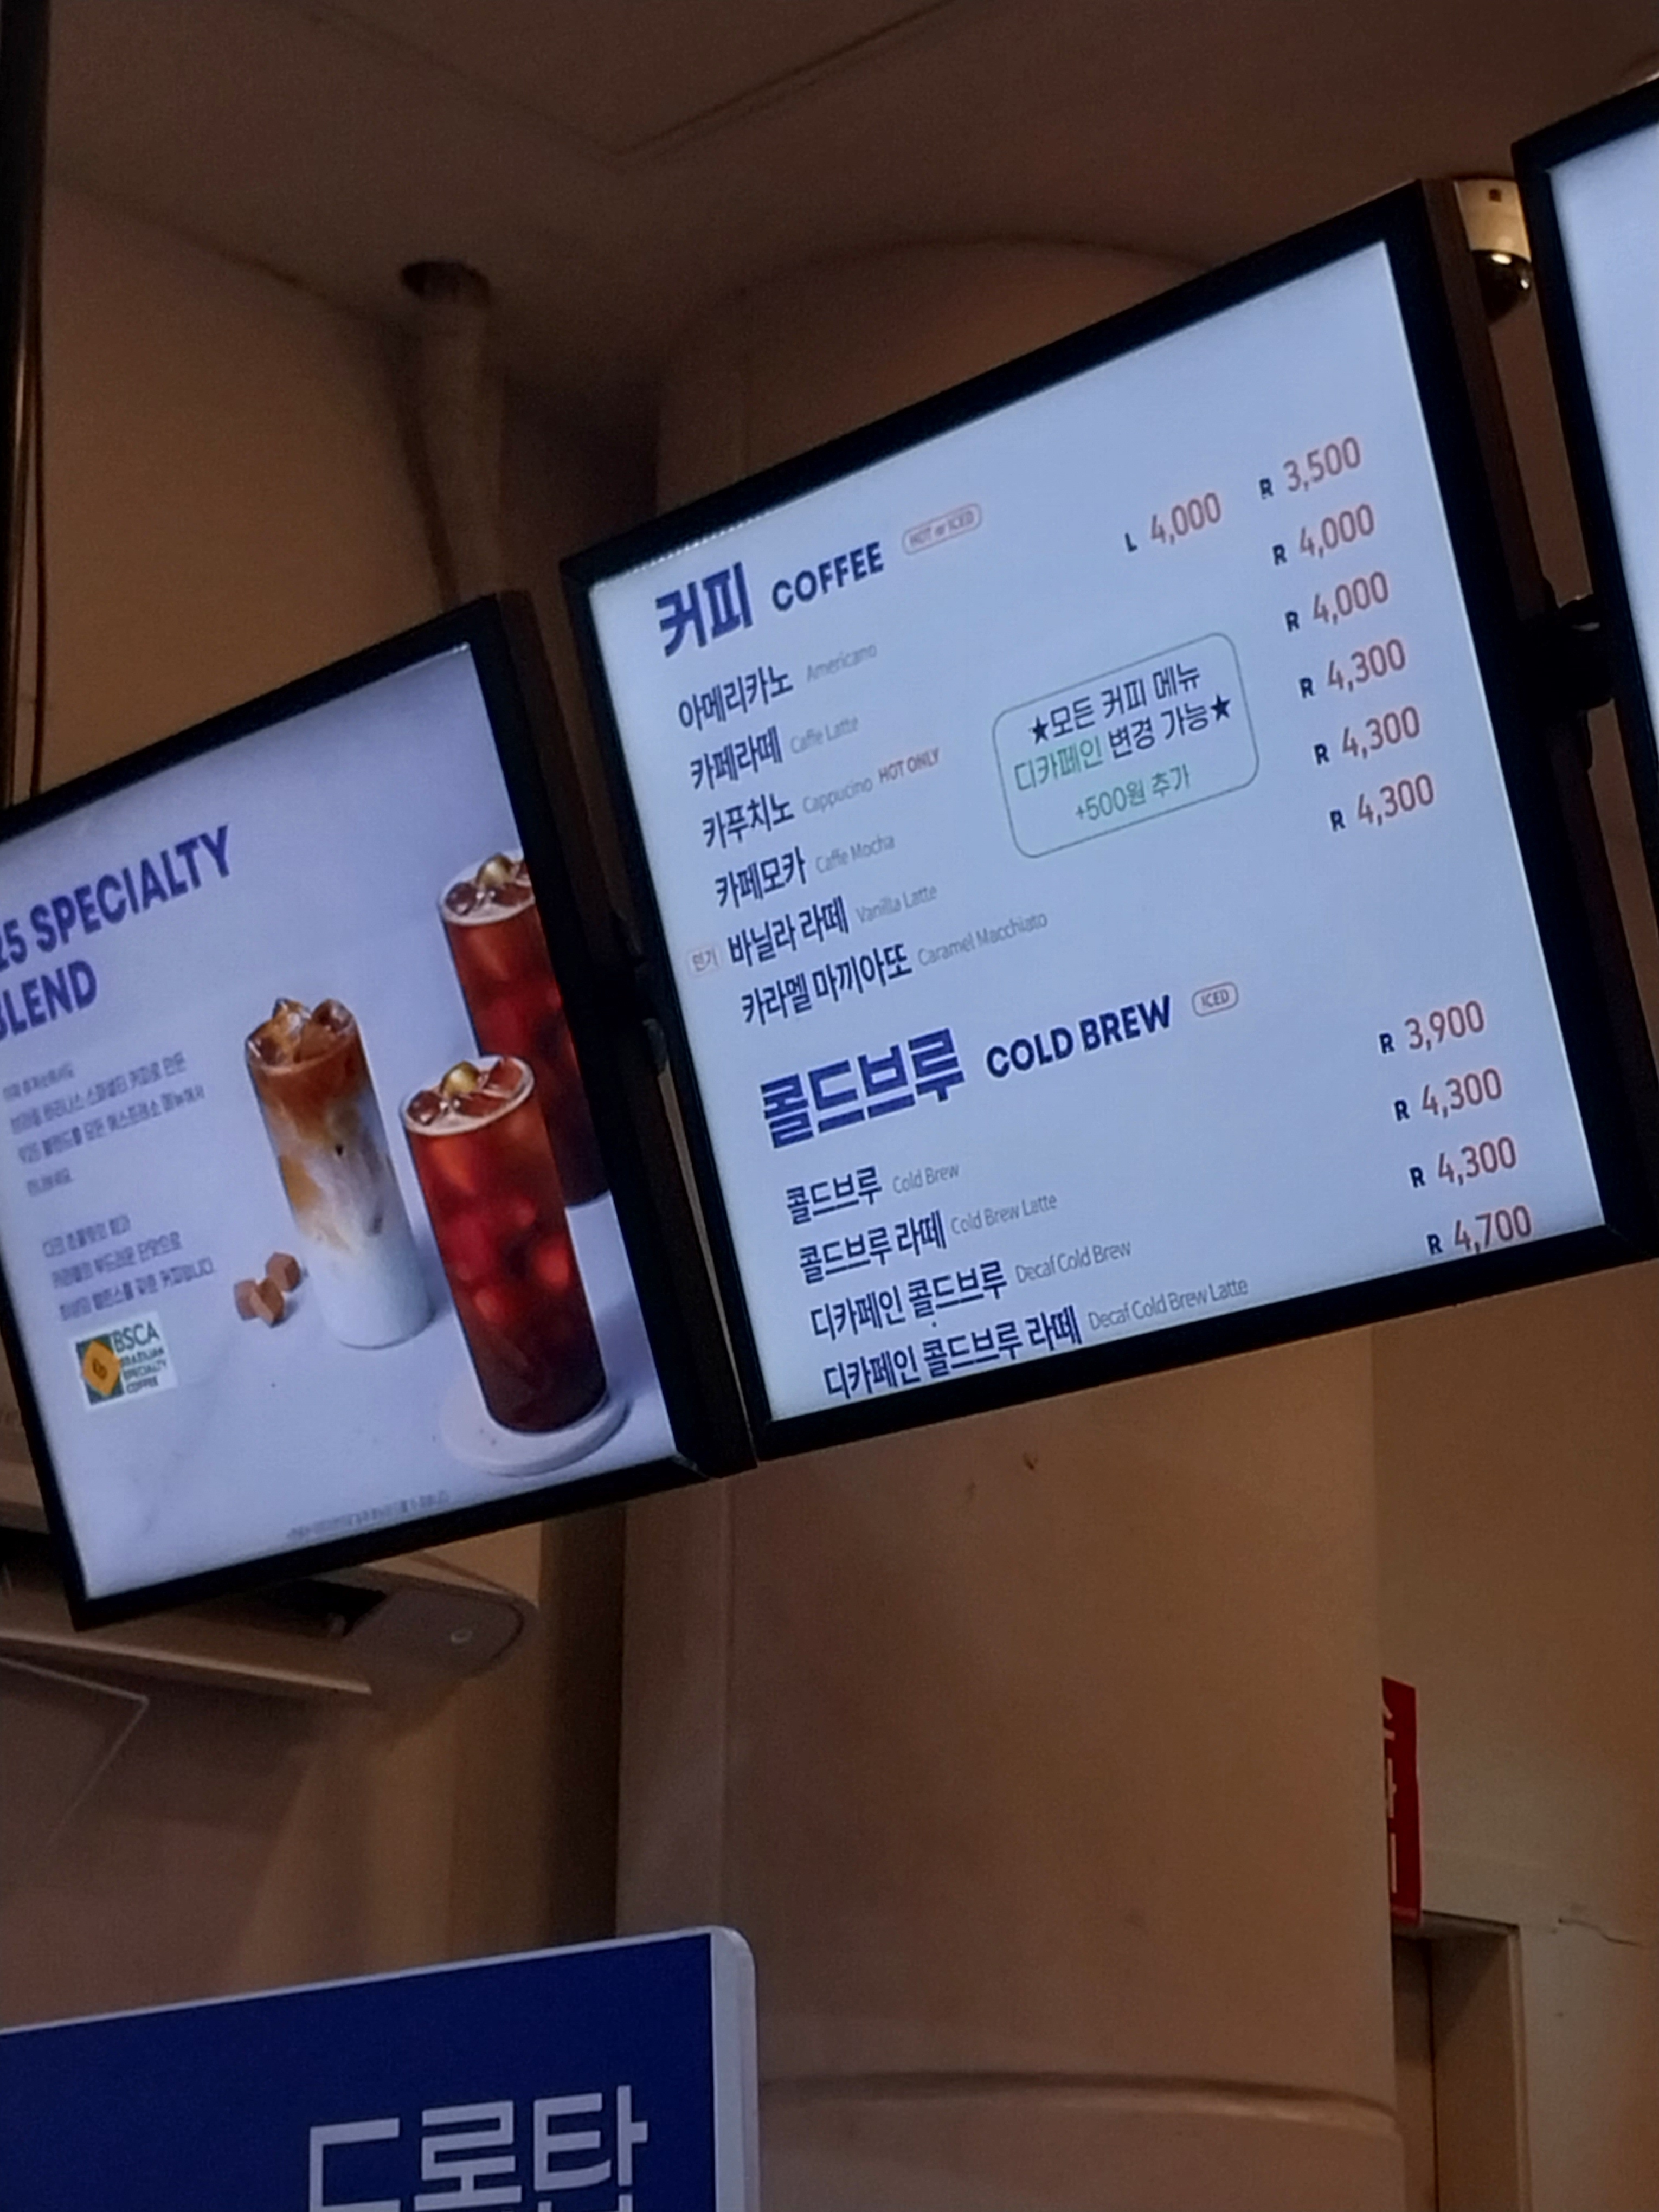 25 SPECIALTY
BLEND
BSCA
BRAZILIAN
SPECIALTY
COFFEE
커피 COFFEE HOT or ICED
아메리카노 Americano L 4,000 R 3,500
카페라떼 Caffe Latte R 4,000
카푸치노 Cappucino HOT ONLY R 4,000
카페모카 Caffe Mocha R 4,300
인기 바닐라 라떼 Vanilla Latte R 4,300
카라멜 마끼아또 Caramel Macchiato R 4,300
★모든 커피 메뉴
디카페인 변경 가능★
+500원 추가
콜드브루 COLD BREW ICED
콜드브루 Cold Brew R 3,900
콜드브루 라떼 Cold Brew Latte R 4,300
디카페인 콜드브루 Decaf Cold Brew R 4,300
디카페인 콜드브루 라떼 Decaf Cold Brew Latte R 4,700